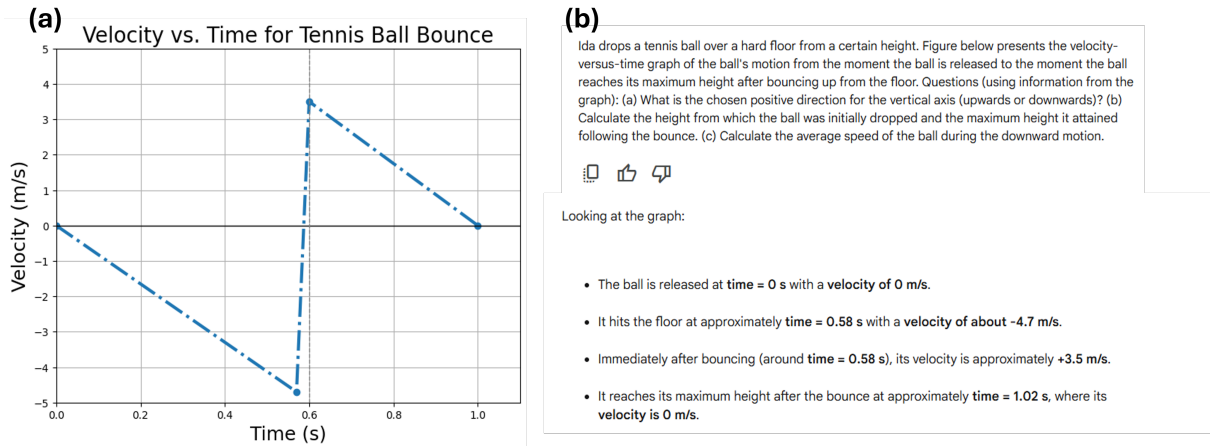 (a)
Velocity vs. Time for Tennis Ball Bounce
5
4
3
2
1
0
−1
−2
−3
−4
−5
Velocity (m/s)
0.0 0.2 0.4 0.6 0.8 1.0
Time (s)
(b)
Ida drops a tennis ball over a hard floor from a certain height. Figure below presents the velocity-
versus-time graph of the ball's motion from the moment the ball is released to the moment the ball
reaches its maximum height after bouncing up from the floor. Questions (using information from the
graph): (a) What is the chosen positive direction for the vertical axis (upwards or downwards)? (b)
Calculate the height from which the ball was initially dropped and the maximum height it attained
following the bounce. (c) Calculate the average speed of the ball during the downward motion.
Looking at the graph:
• The ball is released at time = 0 s with a velocity of 0 m/s.
• It hits the floor at approximately time = 0.58 s with a velocity of about -4.7 m/s.
• Immediately after bouncing (around time = 0.58 s), its velocity is approximately +3.5 m/s.
• It reaches its maximum height after the bounce at approximately time = 1.02 s, where its
velocity is 0 m/s.